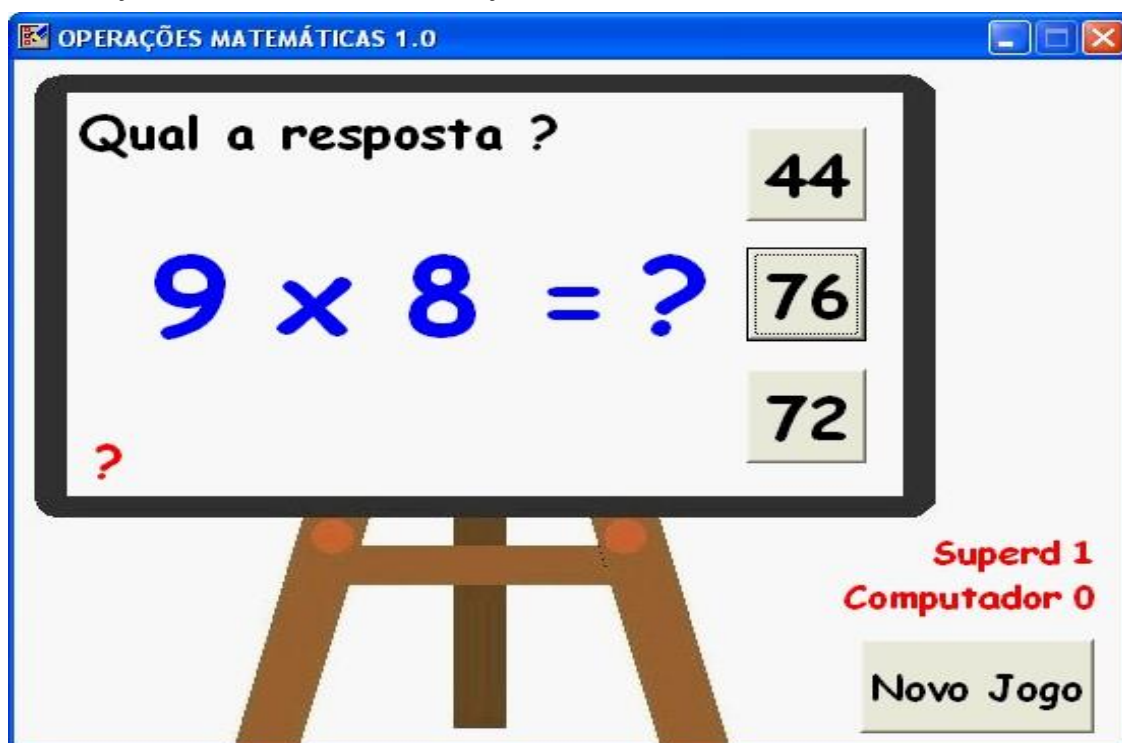 OPERAÇÕES MATEMÁTICAS 1.0
Qual a resposta ?
44
9 x 8 = ?
76
72
?
Superd 1
Computador 0
Novo Jogo